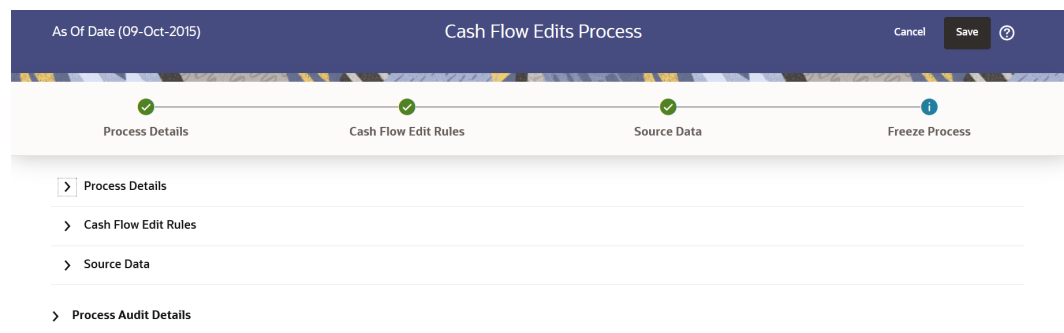 As Of Date (09-Oct-2015) Cash Flow Edits Process Cancel Save
Process Details Cash Flow Edit Rules Source Data Freeze Process
Process Details
Cash Flow Edit Rules
Source Data
Process Audit Details